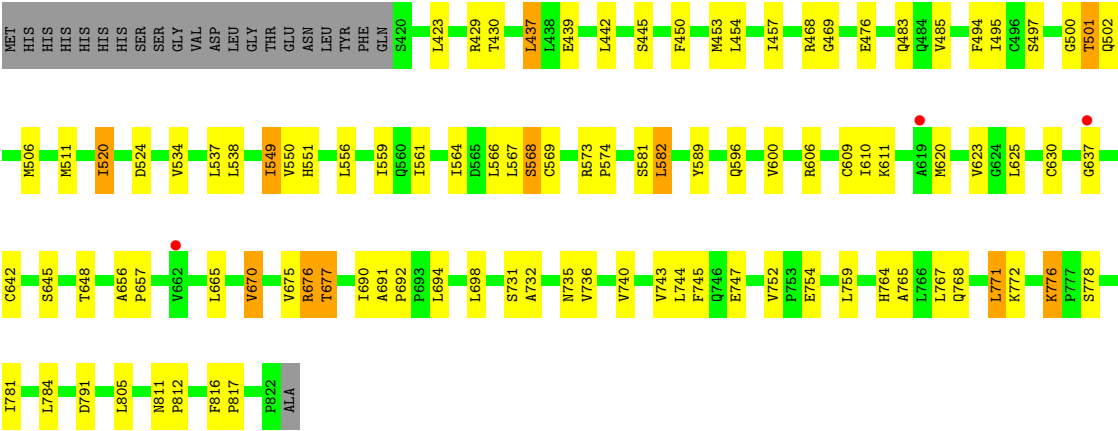 MET HIS HIS HIS HIS HIS HIS SER SER GLY VAL ASP LEU GLY THR GLU ASN LEU TYR PHE GLN S420 L423 R429 T430 L437 L438 E439 L442 S445 F450 M453 L454 I457 R468 G469 E476 Q483 Q484 V485 F494 I495 C496 S497 G500 T501 Q502
M506 M511 I520 D524 V534 L537 L538 I549 V550 H551 L556 I559 Q560 I561 I564 D565 L566 L567 S568 C569 R573 P574 S581 L582 Y589 Q596 V600 R606 C609 I610 K611 A619 M620 V623 G624 L625 C630 G637
C642 S645 T648 A656 P657 V662 L665 V670 V675 R676 T677 I690 A691 P692 P693 L694 L698 S731 A732 N735 V736 V740 V743 L744 F745 Q746 E747 V752 P753 E754 L759 H764 A765 L766 L767 Q768 L771 K772 K776 P777 S778
I781 L784 D791 L805 N811 P812 F816 P817 P822 ALA